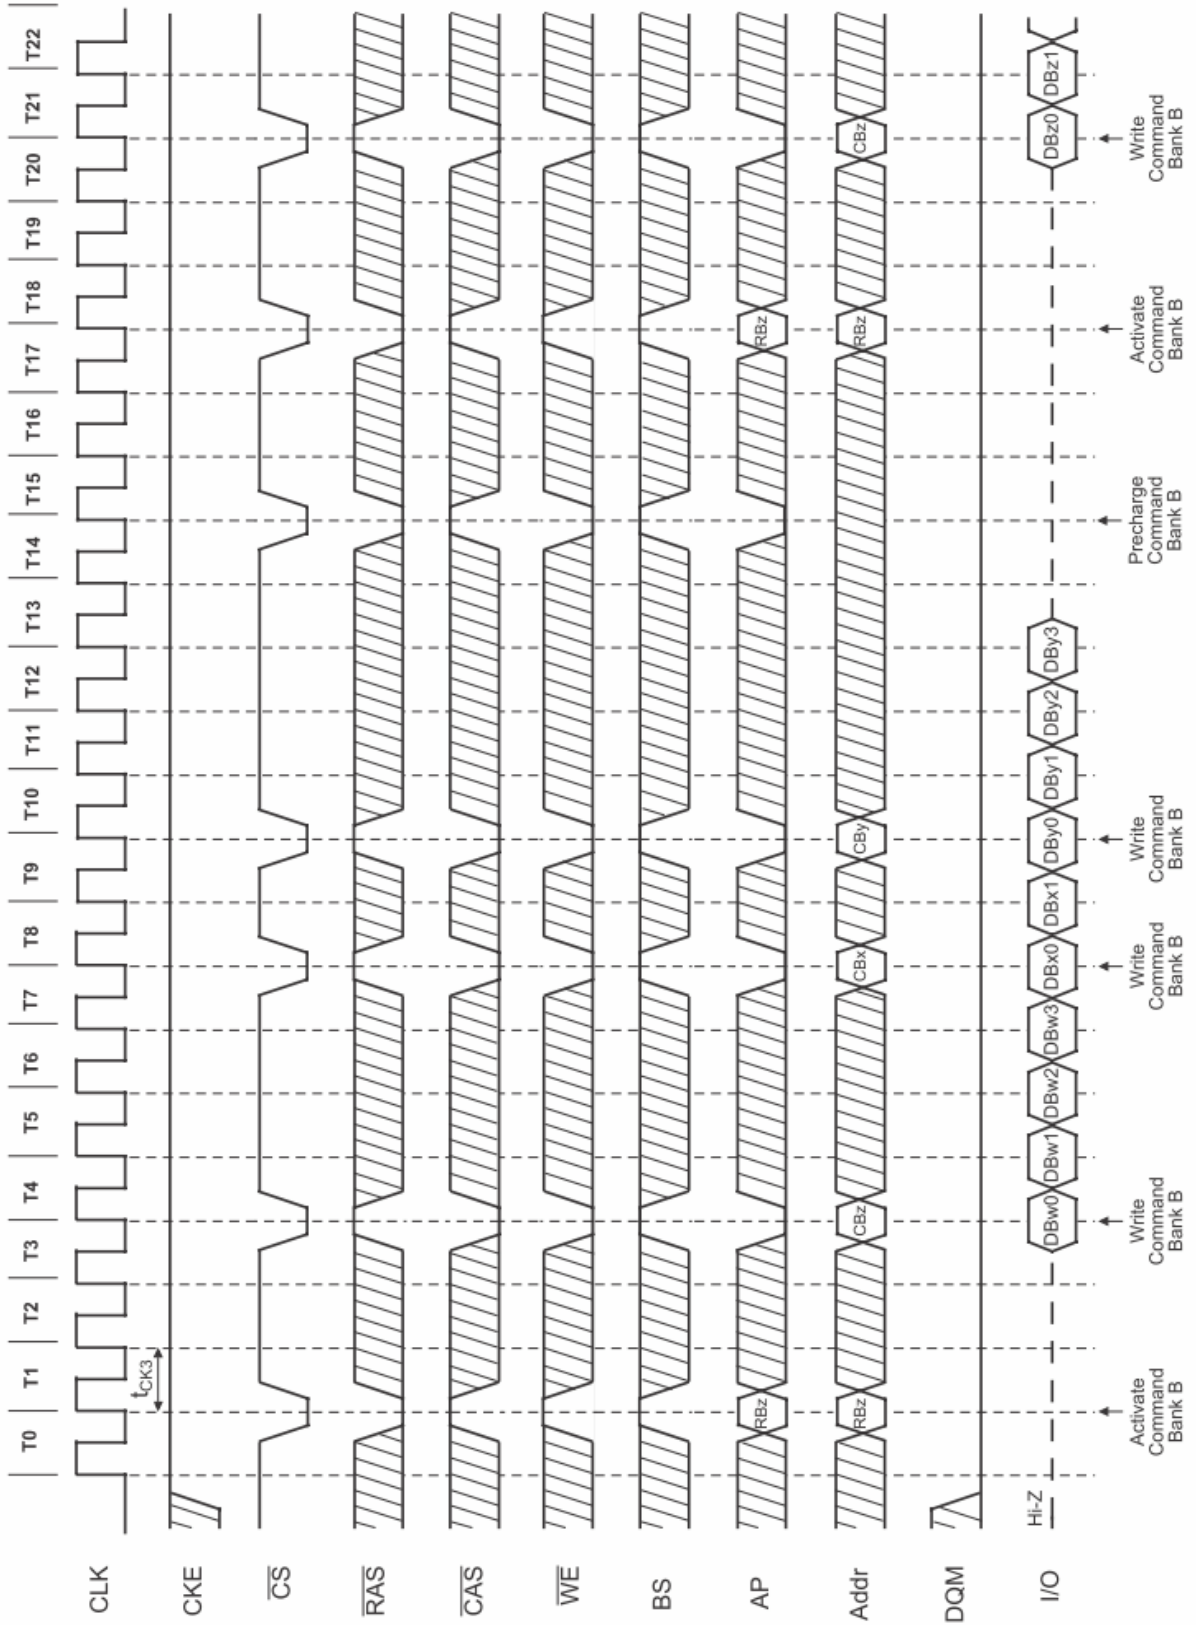 T0 T1 T2 T3 T4 T5 T6 T7 T8 T9 T10 T11 T12 T13 T14 T15 T16 T17 T18 T19 T20 T21 T22
CLK
tCK3
CKE
CS
RAS
CAS
WE
BS
AP
RBz RBz
Addr
RBz CBz CBx CBy RBz CBz
DQM
I/O
Hi-Z
DBw0 DBw1 DBw2 DBw3 DBx0 DBx1 DBy0 DBy1 DBy2 DBy3 DBz0 DBz1
Activate
Command
Bank B
Write
Command
Bank B
Write
Command
Bank B
Write
Command
Bank B
Precharge
Command
Bank B
Activate
Command
Bank B
Write
Command
Bank B